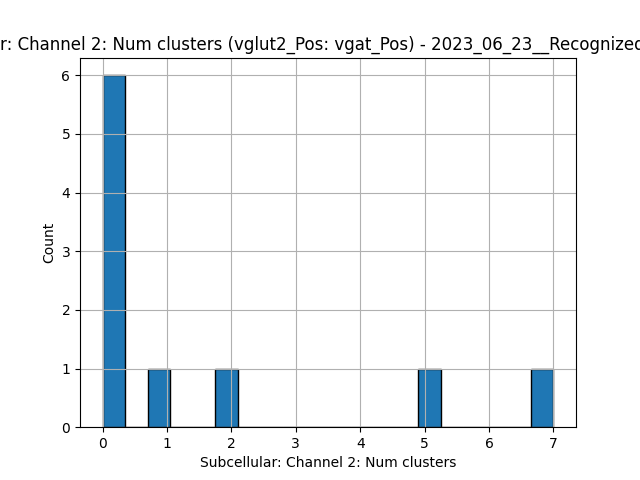 r: Channel 2: Num clusters (vglut2_Pos: vgat_Pos) - 2023_06_23__Recognized
6
5
4
3
2
1
0
Count
0 1 2 3 4 5 6 7
Subcellular: Channel 2: Num clusters